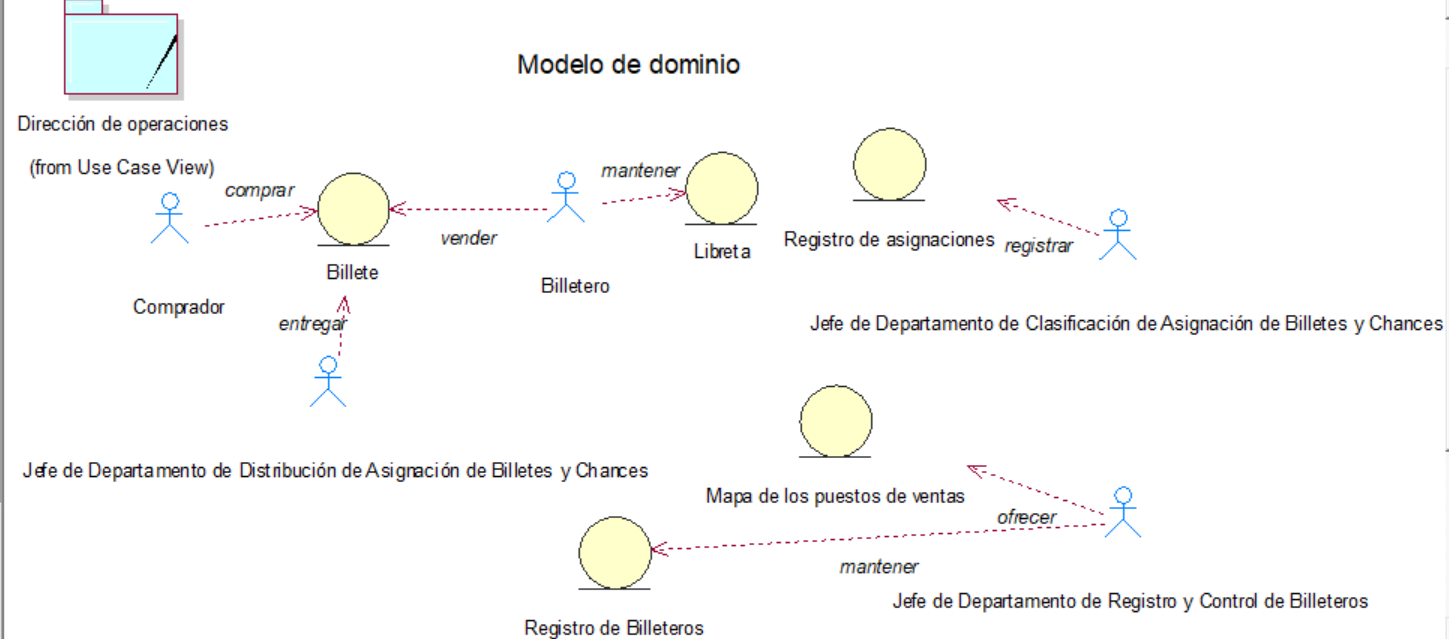 Modelo de dominio
Dirección de operaciones
(from Use Case View)
comprar
mantener
vender
Billete
Libreta
Registro de asignaciones
registrar
Comprador
Billetero
entregar
Jefe de Departamento de Clasificación de Asignación de Billetes y Chances
Jefe de Departamento de Distribución de Asignación de Billetes y Chances
Mapa de los puestos de ventas
ofrecer
mantener
Jefe de Departamento de Registro y Control de Billeteros
Registro de Billeteros